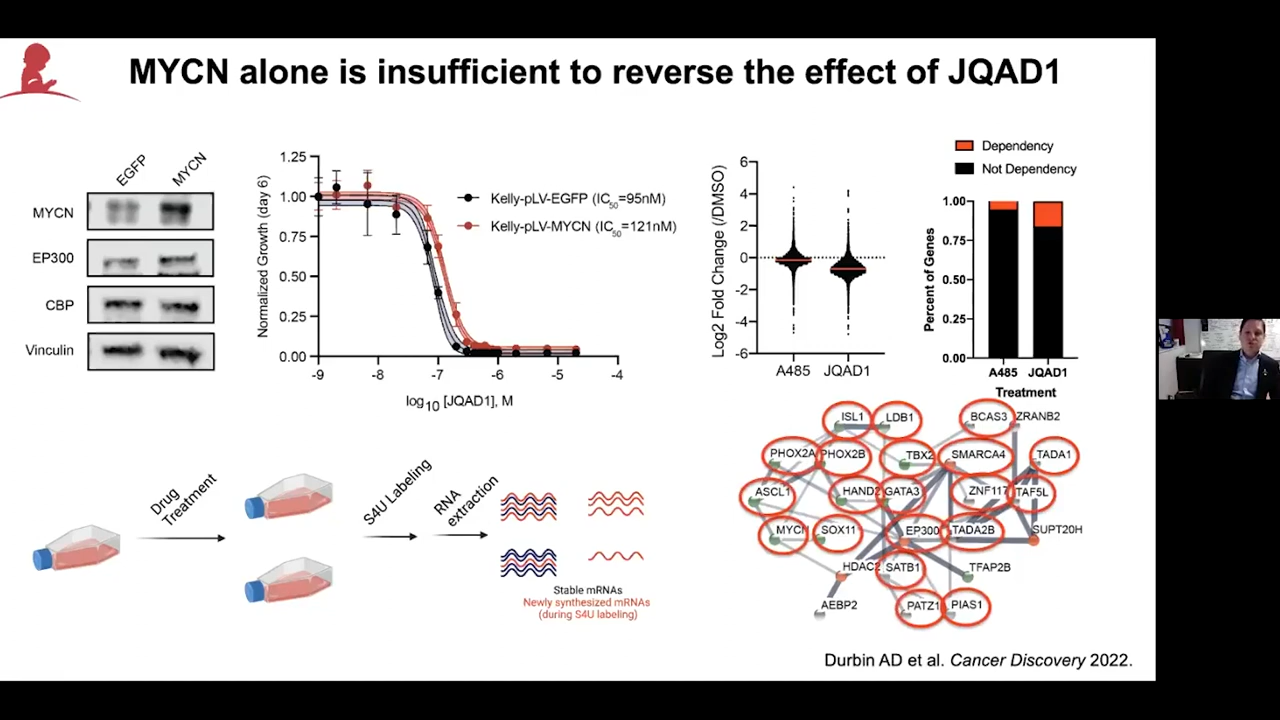 MYCN alone is insufficient to reverse the effect of JQAD1
EGFP
MYCN
MYCN
EP300
CBP
Vinculin
Normalized Growth (day 6)
1.25
1.00
0.75
0.50
0.25
0.00
-9
-8
-7
-6
-5
-4
log10 [JQAD1], M
Kelly-pLV-EGFP (IC50=95nM)
Kelly-pLV-MYCN (IC50=121nM)
Log2 Fold Change (/DMSO)
6
4
2
0
-2
-4
-6
A485
JQAD1
Dependency
Not Dependency
Percent of Genes
1.00
0.75
0.50
0.25
0.00
A485
JQAD1
Treatment
Drug
Treatment
S4U Labeling
RNA
extraction
Stable mRNAs
Newly synthesized mRNAs
(during S4U labeling)
ISL1
LDB1
BCAS3
ZRANB2
PHOX2A
PHOX2B
TBX2
SMARCA4
TADA1
ASCL1
HAND2
GATA3
ZNF117
TAF5L
MYCN
SOX11
EP300
TADA2B
SUPT20H
HDAC2
SATB1
TFAP2B
AEBP2
PATZ1
PIAS1
Durbin AD et al. Cancer Discovery 2022.